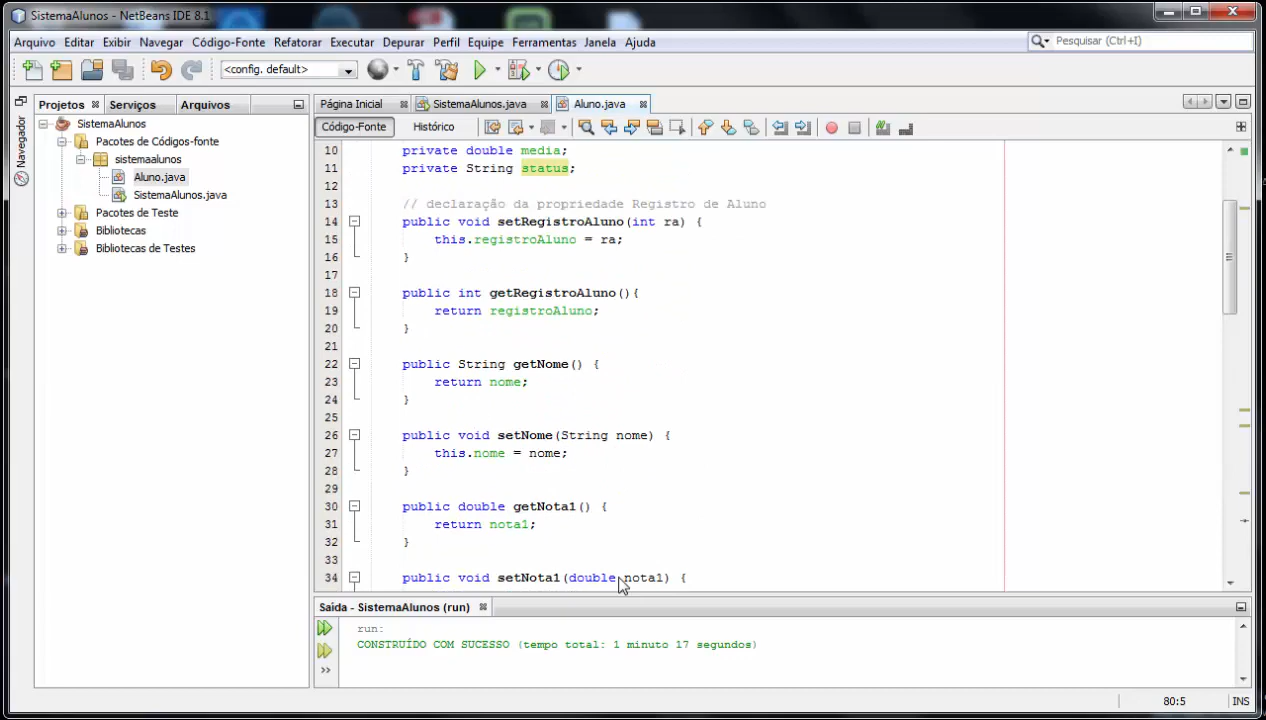 SistemaAlunos - NetBeans IDE 8.1
Arquivo Editar Exibir Navegar Código-Fonte Refatorar Executar Depurar Perfil Equipe Ferramentas Janela Ajuda
Pesquisar (Ctrl+I)
<config. default>
Projetos Serviços Arquivos
Navegador
SistemaAlunos
Pacotes de Códigos-fonte
sistemaalunos
Aluno.java
SistemaAlunos.java
Pacotes de Teste
Bibliotecas
Bibliotecas de Testes
Página Inicial SistemaAlunos.java Aluno.java
Código-Fonte Histórico
10 private double media;
11 private String status;
12
13 // declaração da propriedade Registro de Aluno
14 public void setRegistroAluno(int ra) {
15 this.registroAluno = ra;
16 }
17
18 public int getRegistroAluno(){
19 return registroAluno;
20 }
21
22 public String getNome() {
23 return nome;
24 }
25
26 public void setNome(String nome) {
27 this.nome = nome;
28 }
29
30 public double getNota1() {
31 return nota1;
32 }
33
34 public void setNota1(double nota1) {
Saída - SistemaAlunos (run)
run:
CONSTRUÍDO COM SUCESSO (tempo total: 1 minuto 17 segundos)
80:5 INS